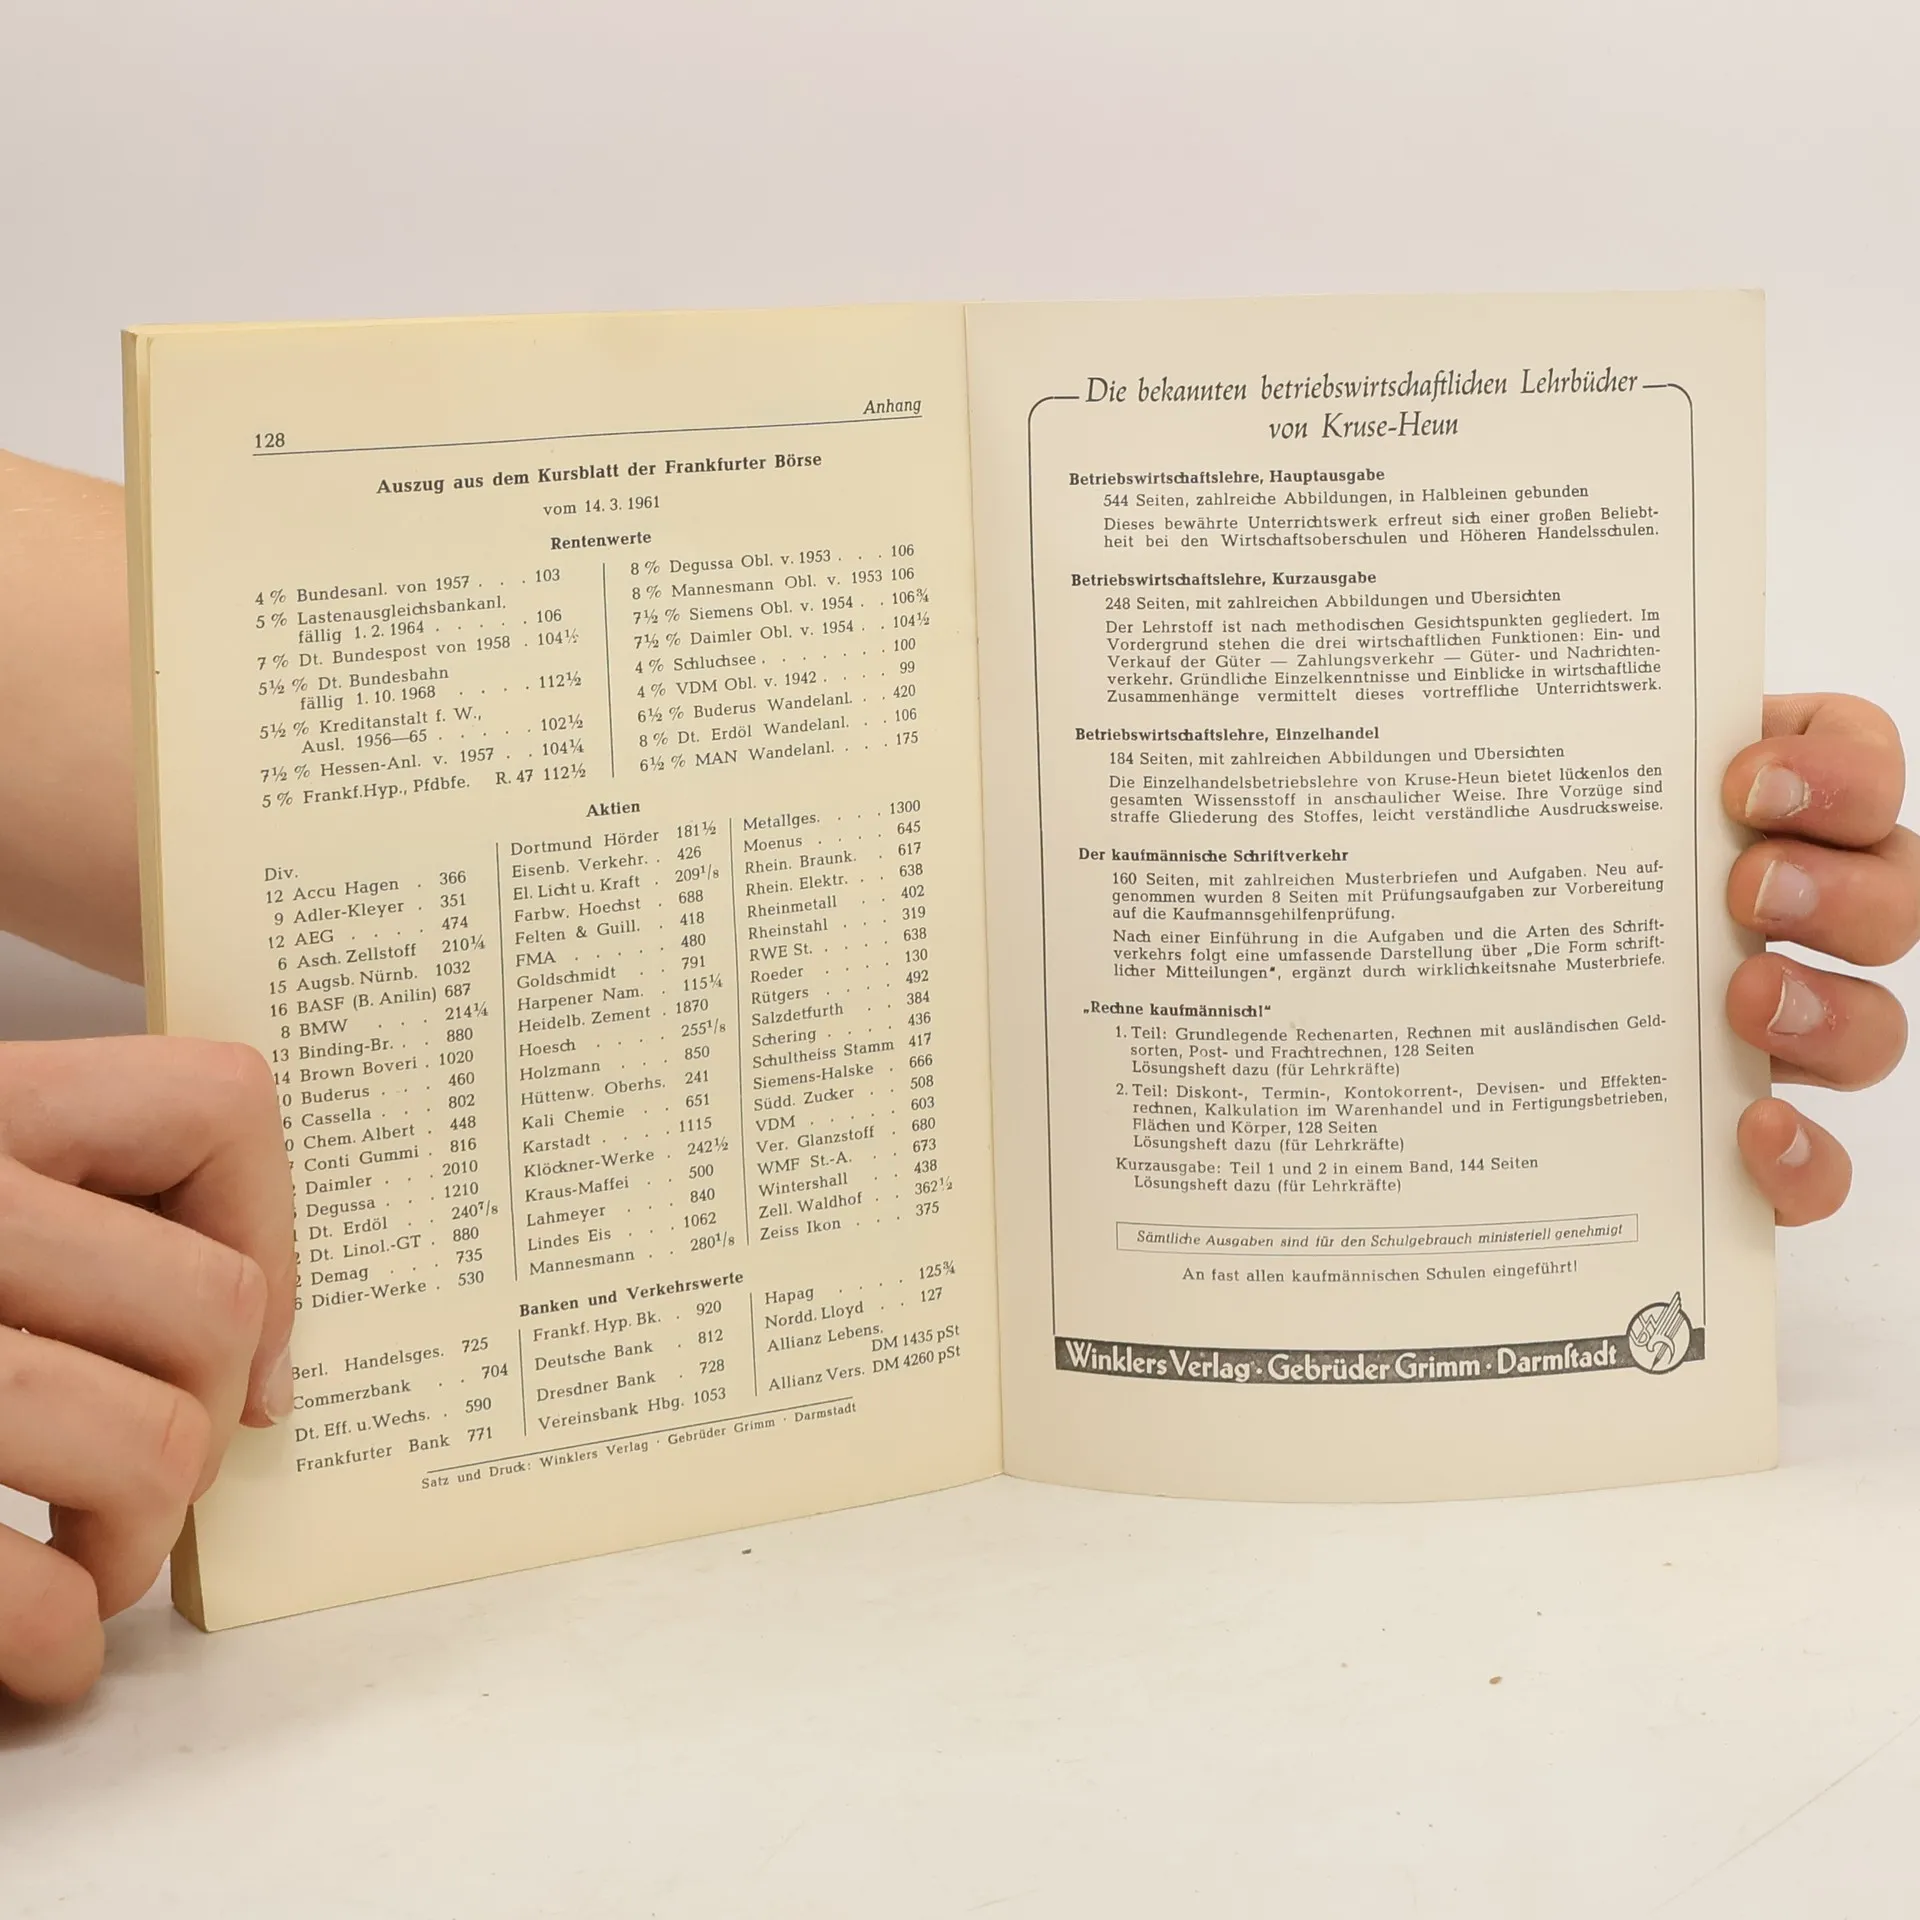 128
Anhang
Auszug aus dem Kursblatt der Frankfurter Börse
vom 14. 3. 1961
Rentenwerte
4 % Bundesanl. von 1957 . . . 103
5 % Lastenausgleichsbankanl.
fällig 1. 2. 1964 . . . . . 106
7 % Dt. Bundespost von 1958 . 104½
5½ % Dt. Bundesbahn
fällig 1. 10. 1968 . . . . 112½
5½ % Kreditanstalt f. W.,
Ausl. 1956—65 . . . . . 102½
7½ % Hessen-Anl. v. 1957 . . 104¼
5 % Frankf.Hyp., Pfdbfe. R. 47 112½
8 % Degussa Obl. v. 1953 . . . 106
8 % Mannesmann Obl. v. 1953 106
7½ % Siemens Obl. v. 1954 . . 106¾
7½ % Daimler Obl. v. 1954 . . 104½
4 % Schluchsee . . . . . . . 100
4 % VDM Obl. v. 1942 . . . . 99
6½ % Buderus Wandelanl. . . 420
8 % Dt. Erdöl Wandelanl. . . 106
6½ % MAN Wandelanl. . . . 175
Aktien
Div.
12 Accu Hagen . 366
9 Adler-Kleyer . 351
12 AEG . . . . 474
6 Asch. Zellstoff 210¼
15 Augsb. Nürnb. 1032
16 BASF (B. Anilin) 687
8 BMW . . . 214¼
13 Binding-Br. . . 880
14 Brown Boveri . 1020
0 Buderus . . . 460
6 Cassella . . . 802
0 Chem. Albert . 448
Conti Gummi . 816
Daimler . . . 2010
Degussa . . . 1210
Dt. Erdöl . . 240⁷/₈
Dt. Linol.-GT . 880
2 Demag . . . 735
6 Didier-Werke . 530
Dortmund Hörder 181½
Eisenb. Verkehr. . 426
El. Licht u. Kraft . 209¹/₈
Farbw. Hoechst . 688
Felten & Guill. . 418
FMA . . . . . 480
Goldschmidt . . 791
Harpener Nam. . 115¼
Heidelb. Zement . 1870
Hoesch . . . . 255¹/₈
Holzmann . . . 850
Hüttenw. Oberhs. 241
Kali Chemie . . 651
Karstadt . . . . 1115
Klöckner-Werke . 242½
Kraus-Maffei . . 500
Lahmeyer . . . 840
Lindes Eis . . . 1062
Mannesmann . . 280¹/₈
Metallges. . . . 1300
Moenus . . . . 645
Rhein. Braunk. . 617
Rhein. Elektr. . . 638
Rheinmetall . . 402
Rheinstahl . . . 319
RWE St. . . . . 638
Roeder . . . . 130
Rütgers . . . . 492
Salzdetfurth . . 384
Schering . . . . 436
Schultheiss Stamm 417
Siemens-Halske . 666
Südd. Zucker . . 508
VDM . . . . . 603
Ver. Glanzstoff . 680
WMF St.-A. . . 673
Wintershall . . 438
Zell. Waldhof . . 362½
Zeiss Ikon . . . 375
Banken und Verkehrswerte
Berl. Handelsges. 725
Commerzbank . . 704
Dt. Eff. u.Wechs. . 590
Frankfurter Bank 771
Frankf. Hyp. Bk. . 920
Deutsche Bank . 812
Dresdner Bank . 728
Vereinsbank Hbg. 1053
Hapag . . . . 125¾
Nordd. Lloyd . . 127
Allianz Lebens.
DM 1435 pSt
Allianz Vers. DM 4260 pSt
Satz und Druck: Winklers Verlag · Gebrüder Grimm · Darmstadt
Die bekannten betriebswirtschaftlichen Lehrbücher
von Kruse-Heun
Betriebswirtschaftslehre, Hauptausgabe
544 Seiten, zahlreiche Abbildungen, in Halbleinen gebunden
Dieses bewährte Unterrichtswerk erfreut sich einer großen Beliebt-
heit bei den Wirtschaftsoberschulen und Höheren Handelsschulen.
Betriebswirtschaftslehre, Kurzausgabe
248 Seiten, mit zahlreichen Abbildungen und Übersichten
Der Lehrstoff ist nach methodischen Gesichtspunkten gegliedert. Im
Vordergrund stehen die drei wirtschaftlichen Funktionen: Ein- und
Verkauf der Güter — Zahlungsverkehr — Güter- und Nachrichten-
verkehr. Gründliche Einzelkenntnisse und Einblicke in wirtschaftliche
Zusammenhänge vermittelt dieses vortreffliche Unterrichtswerk.
Betriebswirtschaftslehre, Einzelhandel
184 Seiten, mit zahlreichen Abbildungen und Übersichten
Die Einzelhandelsbetriebslehre von Kruse-Heun bietet lückenlos den
gesamten Wissensstoff in anschaulicher Weise. Ihre Vorzüge sind
straffe Gliederung des Stoffes, leicht verständliche Ausdrucksweise.
Der kaufmännische Schriftverkehr
160 Seiten, mit zahlreichen Musterbriefen und Aufgaben. Neu auf-
genommen wurden 8 Seiten mit Prüfungsaufgaben zur Vorbereitung
auf die Kaufmannsgehilfenprüfung.
Nach einer Einführung in die Aufgaben und die Arten des Schrift-
verkehrs folgt eine umfassende Darstellung über „Die Form schrift-
licher Mitteilungen“, ergänzt durch wirklichkeitsnahe Musterbriefe.
„Rechne kaufmännisch!“
1. Teil: Grundlegende Rechenarten, Rechnen mit ausländischen Geld-
sorten, Post- und Frachtrechnen, 128 Seiten
Lösungsheft dazu (für Lehrkräfte)
2. Teil: Diskont-, Termin-, Kontokorrent-, Devisen- und Effekten-
rechnen, Kalkulation im Warenhandel und in Fertigungsbetrieben,
Flächen und Körper, 128 Seiten
Lösungsheft dazu (für Lehrkräfte)
Kurzausgabe: Teil 1 und 2 in einem Band, 144 Seiten
Lösungsheft dazu (für Lehrkräfte)
Sämtliche Ausgaben sind für den Schulgebrauch ministeriell genehmigt
An fast allen kaufmännischen Schulen eingeführt!
Winklers Verlag · Gebrüder Grimm · Darmstadt